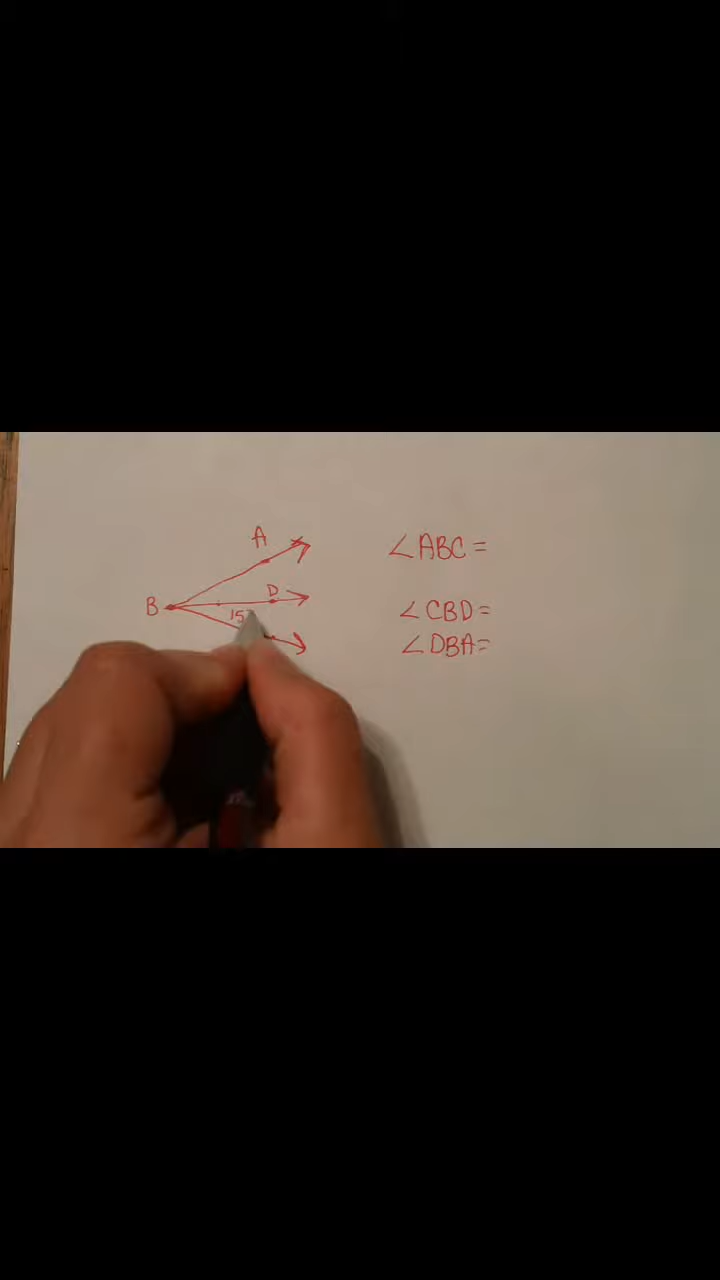 A
∠ABC=
D
B
15
∠CBD=
∠DBA=